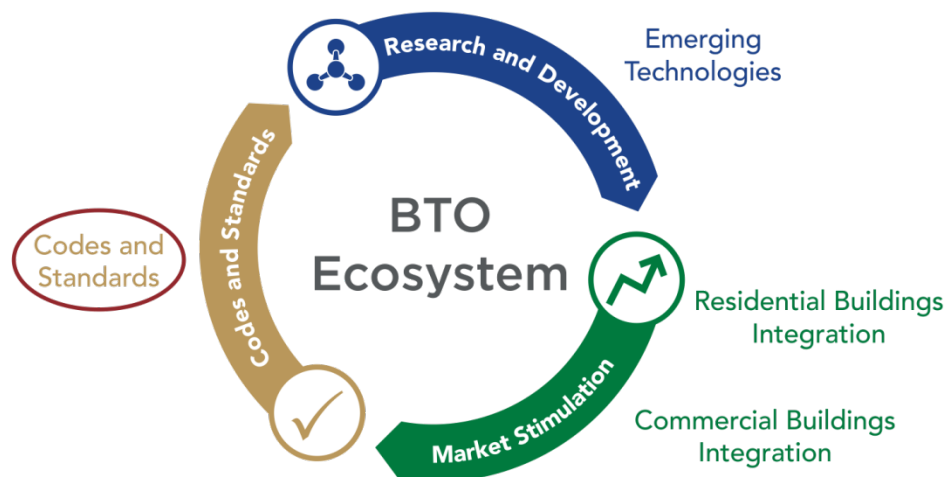 Research and Development
Emerging
Technologies
Codes and Standards
Codes and
Standards
BTO
Ecosystem
Residential Buildings
Integration
Market Stimulation
Commercial Buildings
Integration